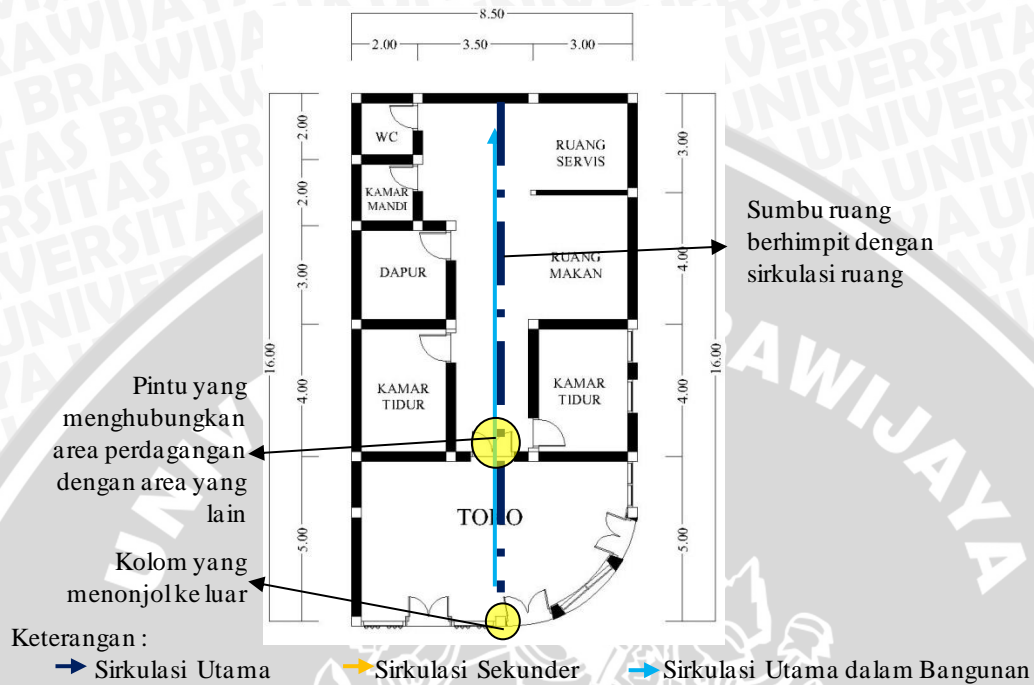 8.50
2.00
3.50
3.00
2.00
2.00
3.00
4.00
5.00
16.00
WC
KAMAR
MANDI
DAPUR
KAMAR
TIDUR
RUANG
SERVIS
RUANG
MAKAN
KAMAR
TIDUR
TOKO
3.00
4.00
4.00
5.00
16.00
Sumbu ruang
berhimpit dengan
sirkulasi ruang
Pintu yang
menghubungkan
area perdagangan
dengan area yang
lain
Kolom yang
menonjol ke luar
Keterangan :
Sirkulasi Utama
Sirkulasi Sekunder
Sirkulasi Utama dalam Bangunan
BRAWIJAYA